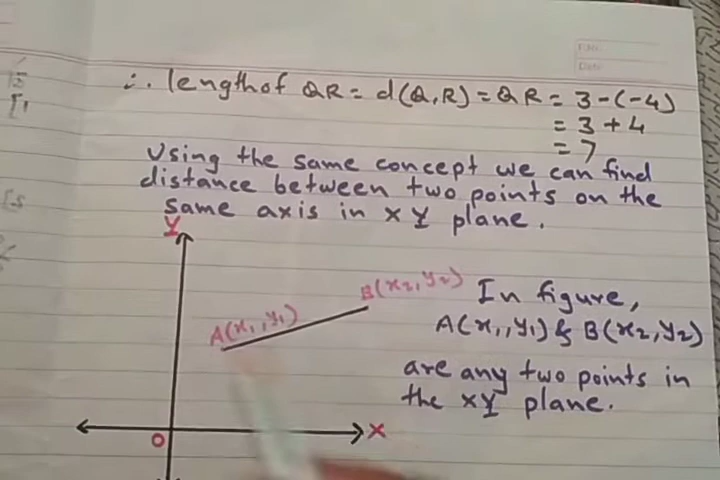 ∴ length of QR = d(Q,R) = QR = 3-(-4)
= 3 + 4
= 7
Using the same concept we can find
distance between two points on the
same axis in XY plane.
Y
B(x₂, y₂)
A(x₁, y₁)
In figure,
A(x₁, y₁) & B(x₂, y₂)
are any two points in
the XY plane.
O
X